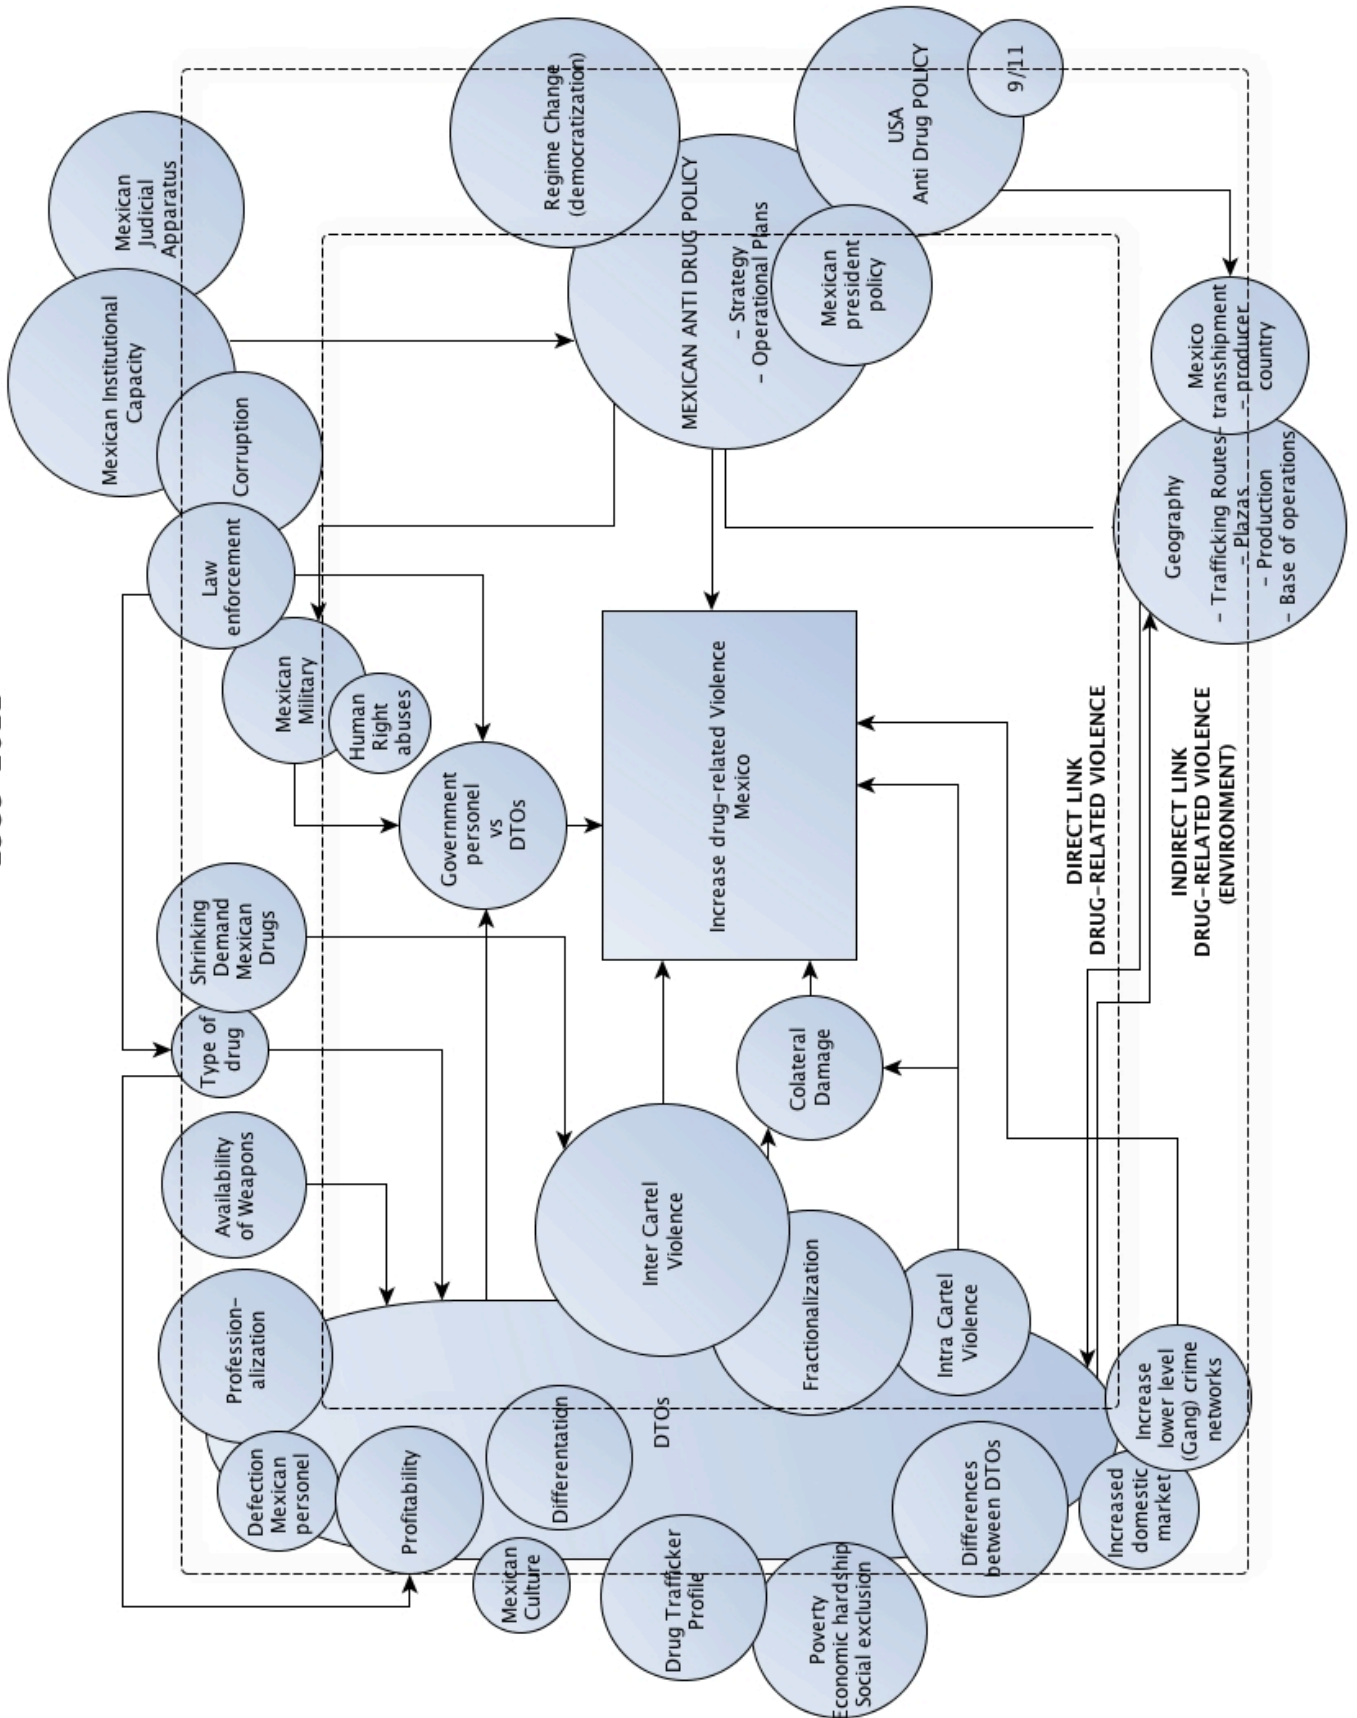 Defection
Mexican
personel
Profession-
alization
Availability
of Weapons
Type of
drug
Shrinking
Demand
Mexican
Drugs
Mexican
Military
Human
Right
abuses
Law
enforcement
Corruption
Mexican Institutional
Capacity
Mexican
Judicial
Apparatus
Profitability
Mexican
Culture
Differentation
Government
personel
vs
DTOs
Regime Change
(democratization)
Drug Trafficker
Profile
DTOs
Inter Cartel
Violence
Increase drug-related Violence
Mexico
MEXICAN ANTI DRUG POLICY
- Strategy
- Operational Plans
Mexican
president
policy
USA
Anti Drug POLICY
9/11
Poverty
Economic hardship
Social exclusion
Fractionalization
Colateral
Damage
Differences
between DTOs
Intra Cartel
Violence
DIRECT LINK
DRUG-RELATED VIOLENCE
Increased
domestic
market
Increase
lower level
(Gang) crime
networks
INDIRECT LINK
DRUG-RELATED VIOLENCE
(ENVIRONMENT)
Geography
- Trafficking Routes
- Plazas
- Production
- Base of operations
Mexico
- transshipment
- producer
country